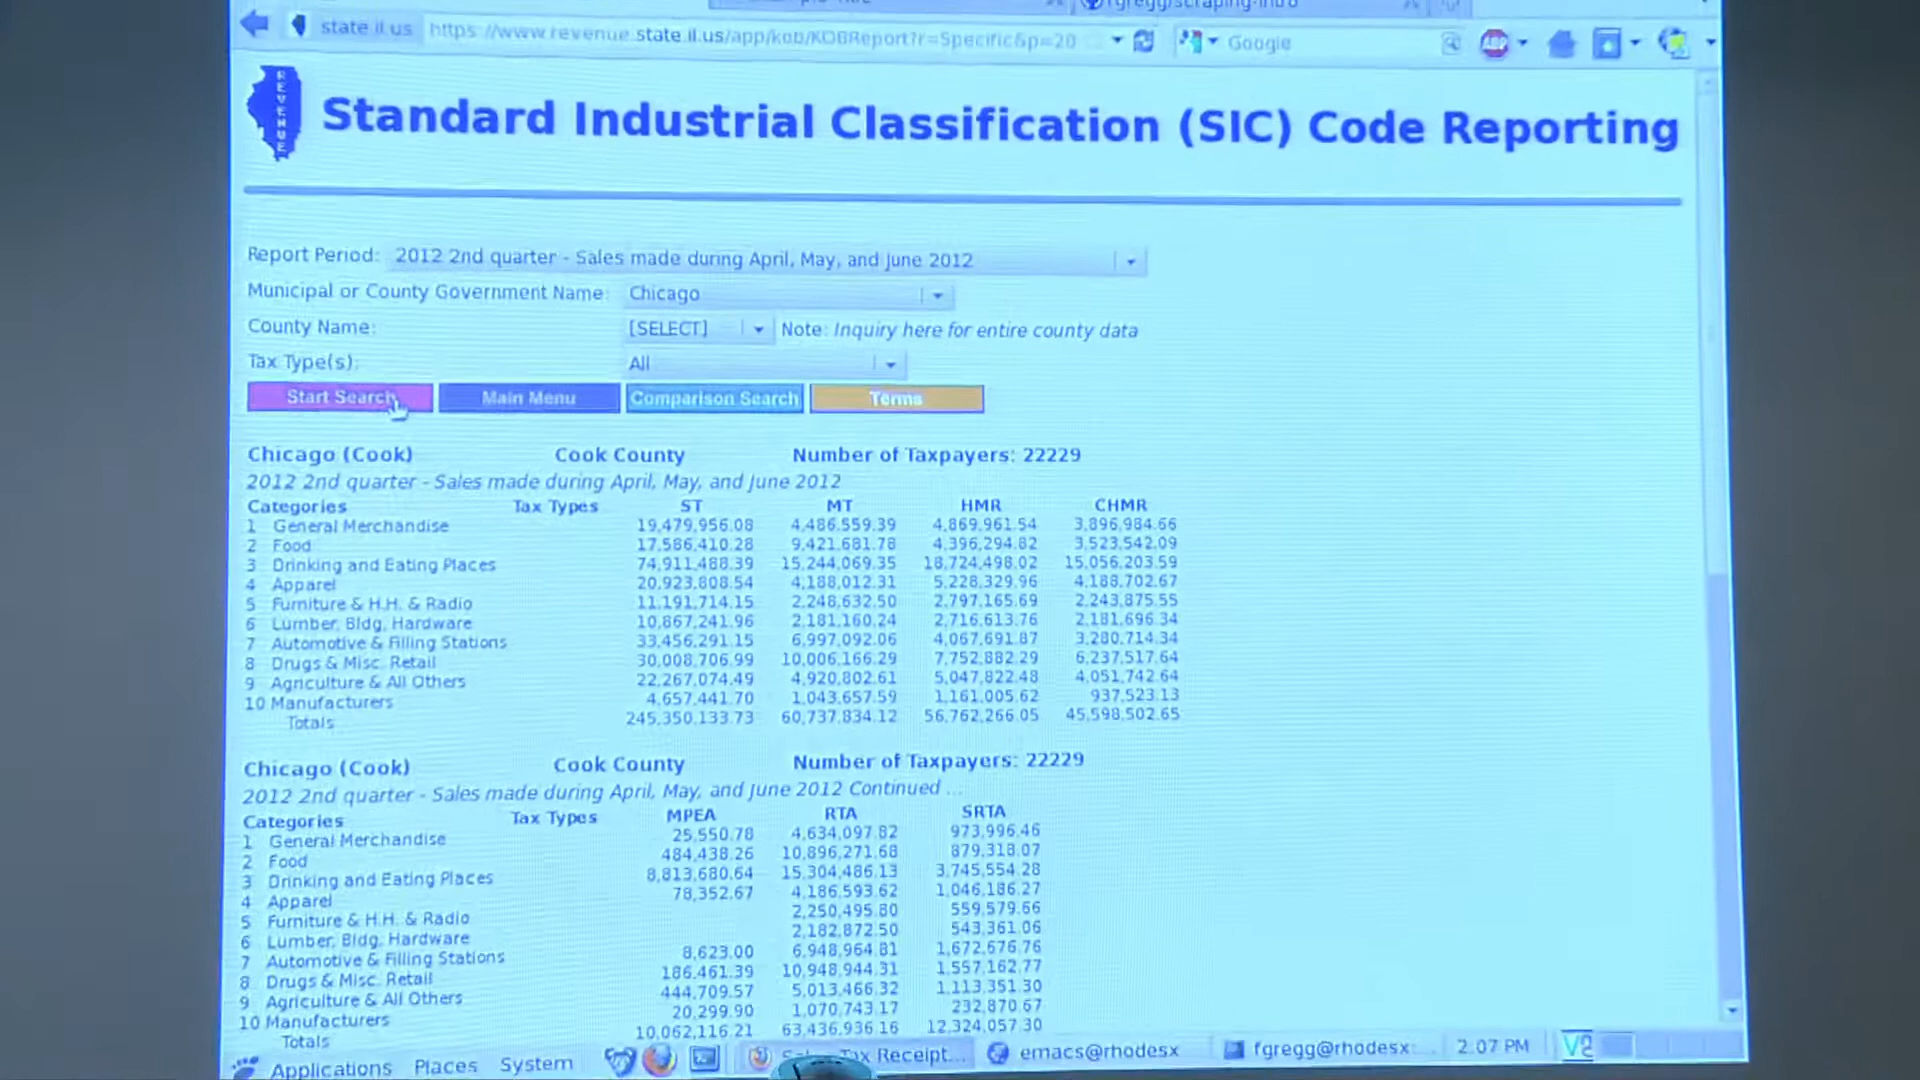 fgregg/scraping-intro
state.il.us https://www.revenue.state.il.us/app/kob/KOBReport?r=Specific&p=20 Google ABP
REVENUE
Standard Industrial Classification (SIC) Code Reporting
Report Period: 2012 2nd quarter - Sales made during April, May, and June 2012
Municipal or County Government Name: Chicago
County Name: [SELECT] Note: Inquiry here for entire county data
Tax Type(s): All
Start Search Main Menu Comparison Search Terms
Chicago (Cook) Cook County Number of Taxpayers: 22229
2012 2nd quarter - Sales made during April, May, and June 2012
Categories Tax Types ST MT HMR CHMR
1 General Merchandise 19,479,956.08 4,486,559.39 4,869,961.54 3,896,984.66
2 Food 17,586,410.28 9,421,681.78 4,396,294.82 3,523,542.09
3 Drinking and Eating Places 74,911,488.39 15,244,069.35 18,724,498.02 15,056,203.59
4 Apparel 20,923,808.54 4,188,012.31 5,228,329.96 4,188,702.67
5 Furniture & H.H. & Radio 11,191,714.15 2,248,632.50 2,797,165.69 2,243,875.55
6 Lumber, Bldg, Hardware 10,867,241.96 2,181,160.24 2,716,613.76 2,181,696.34
7 Automotive & Filling Stations 33,456,291.15 6,997,092.06 4,067,691.87 3,280,714.34
8 Drugs & Misc. Retail 30,008,706.99 10,006,166.29 7,752,882.29 6,237,517.64
9 Agriculture & All Others 22,267,074.49 4,920,802.61 5,047,822.48 4,051,742.64
10 Manufacturers 4,657,441.70 1,043,657.59 1,161,005.62 937,523.13
Totals 245,350,133.73 60,737,834.12 56,762,266.05 45,598,502.65
Chicago (Cook) Cook County Number of Taxpayers: 22229
2012 2nd quarter - Sales made during April, May, and June 2012 Continued ...
Categories Tax Types MPEA RTA SRTA
1 General Merchandise 25,550.78 4,634,097.82 973,996.46
2 Food 484,438.26 10,896,271.68 879,318.07
3 Drinking and Eating Places 8,813,680.64 15,304,486.13 3,745,554.28
4 Apparel 78,352.67 4,186,593.62 1,046,186.27
5 Furniture & H.H. & Radio 2,250,495.80 559,579.66
6 Lumber, Bldg, Hardware 2,182,872.50 543,361.06
7 Automotive & Filling Stations 8,623.00 6,948,964.81 1,672,676.76
8 Drugs & Misc. Retail 186,461.39 10,948,944.31 1,557,162.77
9 Agriculture & All Others 444,709.57 5,013,466.32 1,113,351.30
10 Manufacturers 20,299.90 1,070,743.17 232,870.67
Totals 10,062,116.21 63,436,936.16 12,324,057.30
Applications Places System Tax Receipt... emacs@rhodesx fgregg@rhodesx: ... 2:07 PM